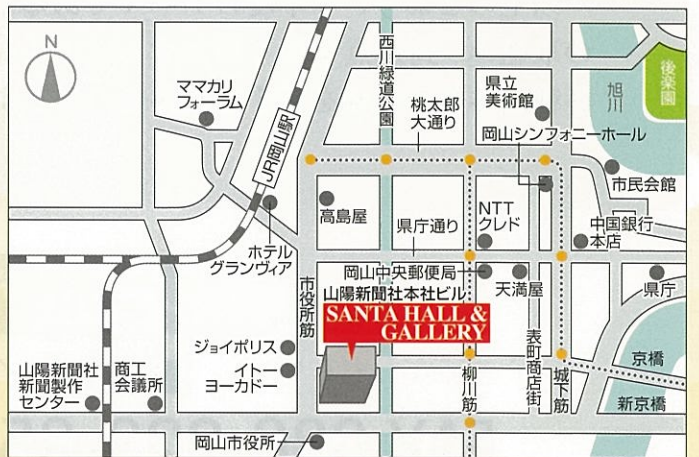 N
ママカリ
フォーラム
JR岡山駅
西川緑道公園
桃太郎
大通り
県立
美術館
岡山シンフォニーホール
旭川
後楽園
市民会館
高島屋
県庁通り
NTT
クレド
中国銀行
本店
ホテル
グランヴィア
岡山中央郵便局
天満屋
県庁
市役所筋
山陽新聞社本社ビル
SANTA HALL &
GALLERY
ジョイポリス
イトー
ヨーカドー
山陽新聞社
新聞製作
センター
商工
会議所
柳川筋
表町商店街
城下筋
京橋
新京橋
岡山市役所